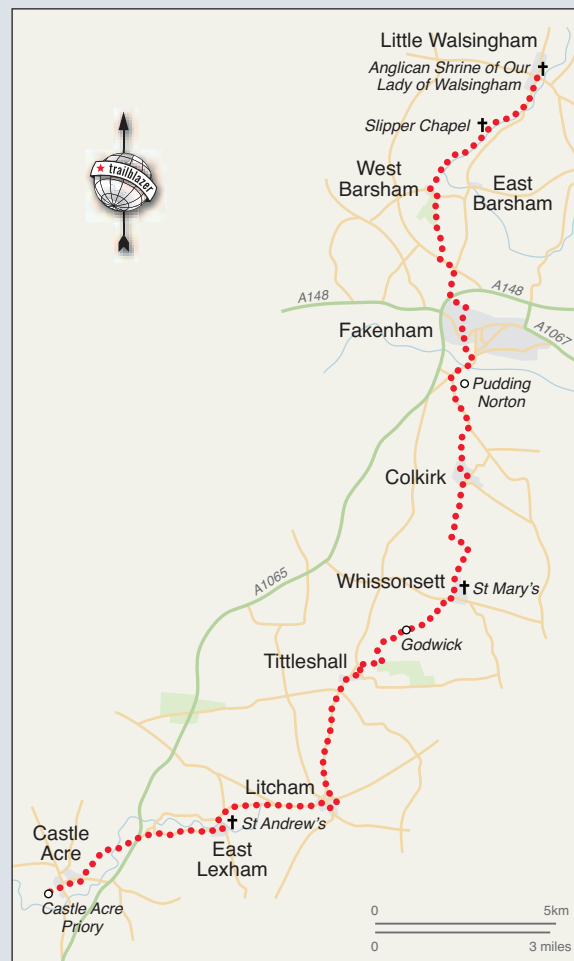 Little Walsingham
Anglican Shrine of Our
Lady of Walsingham
Slipper Chapel
trailblazer
West
Barsham
East
Barsham
A148
A148
Fakenham
A1067
Pudding
Norton
Colkirk
A1065
Whissonsett
St Mary's
Godwick
Tittleshall
Litcham
St Andrew's
Castle
Acre
East
Lexham
Castle Acre
Priory
0
5km
0
3 miles